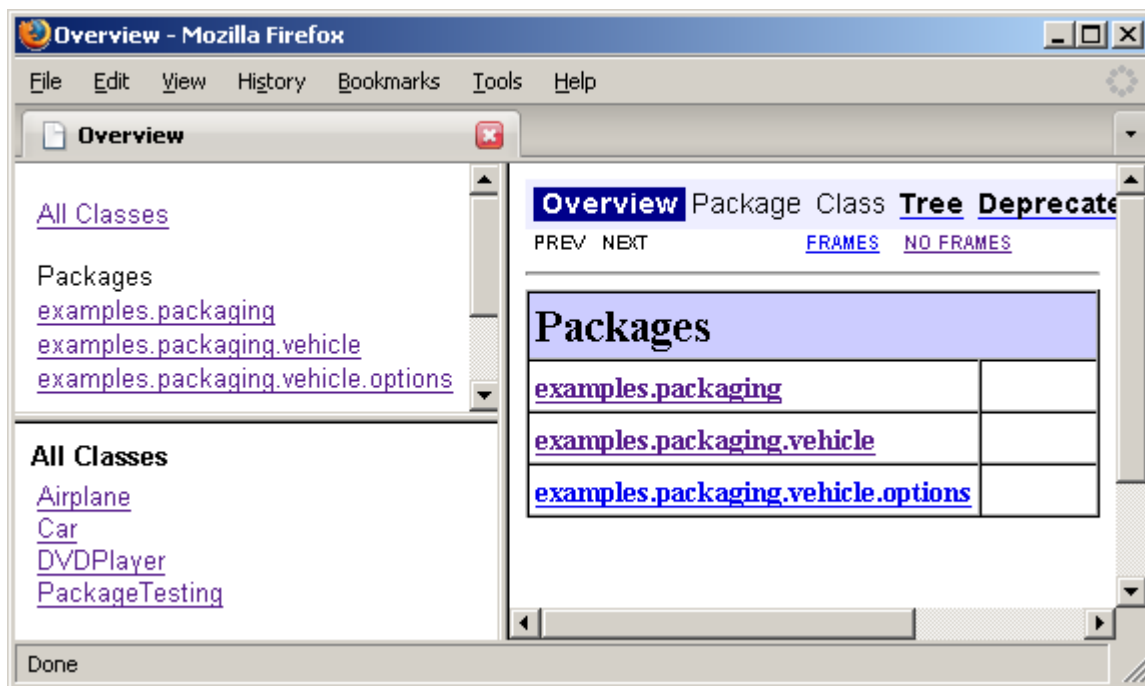 Overview - Mozilla Firefox
File Edit View History Bookmarks Tools Help
Overview
All Classes
Packages
examples.packaging
examples.packaging.vehicle
examples.packaging.vehicle.options
All Classes
Airplane
Car
DVDPlayer
PackageTesting
Overview Package Class Tree Deprecate
PREV NEXT FRAMES NO FRAMES
Packages
examples.packaging
examples.packaging.vehicle
examples.packaging.vehicle.options
Done